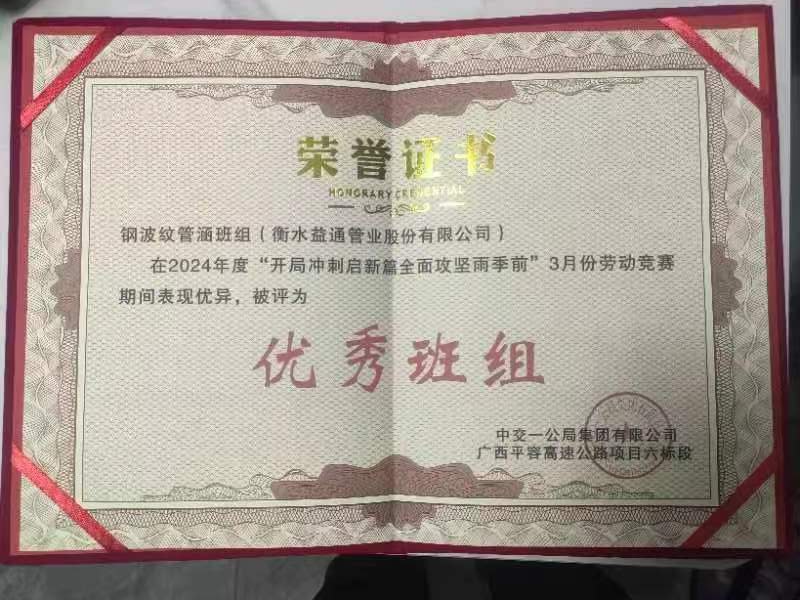 荣誉证书
HONORARY CREDENTIAL
钢波纹管涵班组（衡水益通管业股份有限公司）
在2024年度“开局冲刺启新篇全面攻坚雨季前”3月份劳动竞赛
期间表现优异，被评为
优秀班组
中交一公局集团有限公司
广西平容高速公路项目六标段